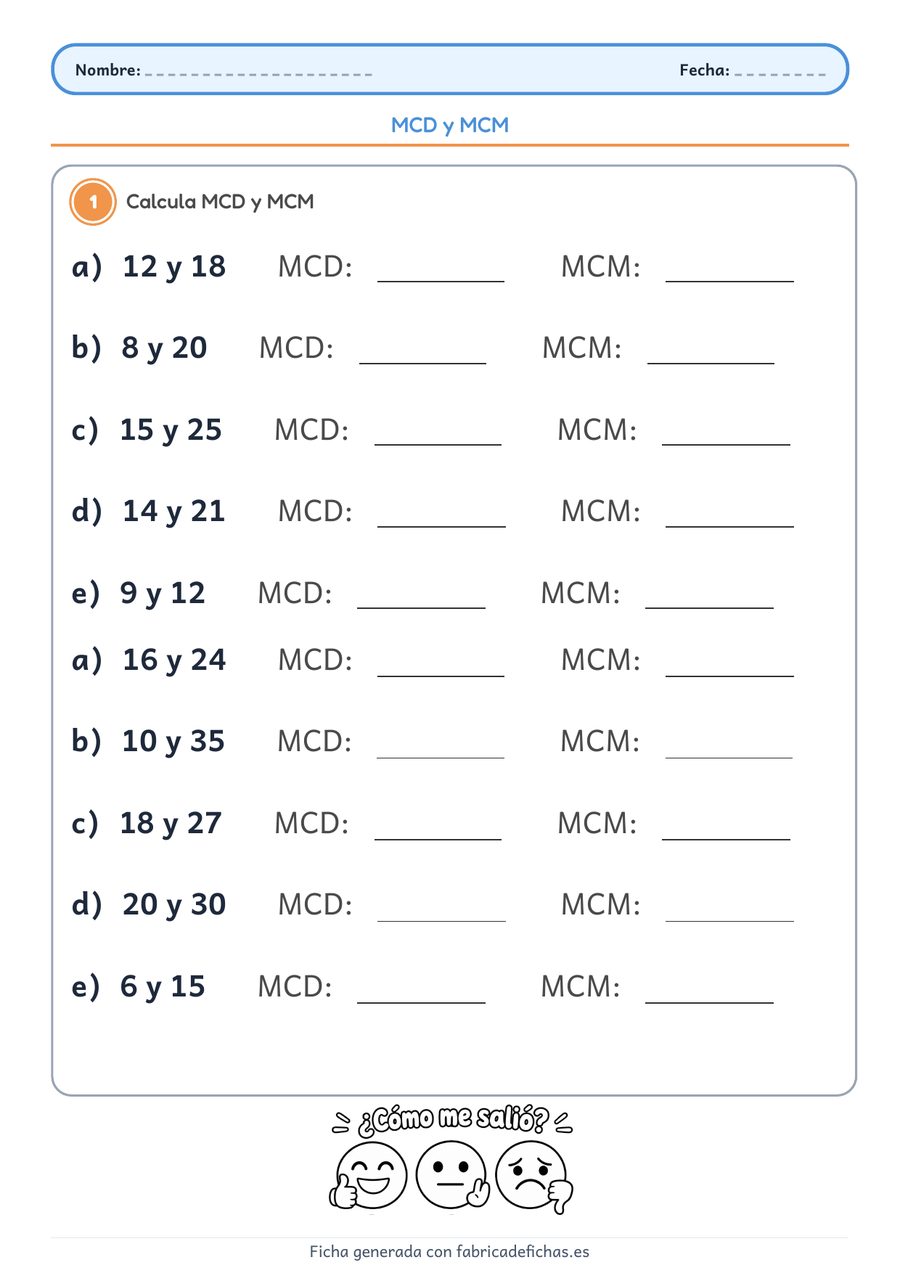 Nombre: Fecha:
MCD y MCM
1 Calcula MCD y MCM
a) 12 y 18 MCD: MCM:
b) 8 y 20 MCD: MCM:
c) 15 y 25 MCD: MCM:
d) 14 y 21 MCD: MCM:
e) 9 y 12 MCD: MCM:
a) 16 y 24 MCD: MCM:
b) 10 y 35 MCD: MCM:
c) 18 y 27 MCD: MCM:
d) 20 y 30 MCD: MCM:
e) 6 y 15 MCD: MCM:
¿Cómo me salió?
Ficha generada con fabricadefichas.es